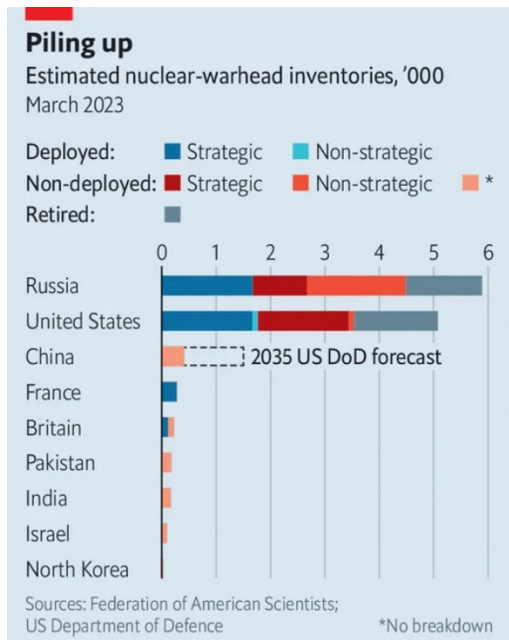 Piling up
Estimated nuclear-warhead inventories, ’000
March 2023
Deployed: Strategic Non-strategic
Non-deployed: Strategic Non-strategic *
Retired:
0 1 2 3 4 5 6
Russia
United States
China 2035 US DoD forecast
France
Britain
Pakistan
India
Israel
North Korea
Sources: Federation of American Scientists;
US Department of Defence *No breakdown